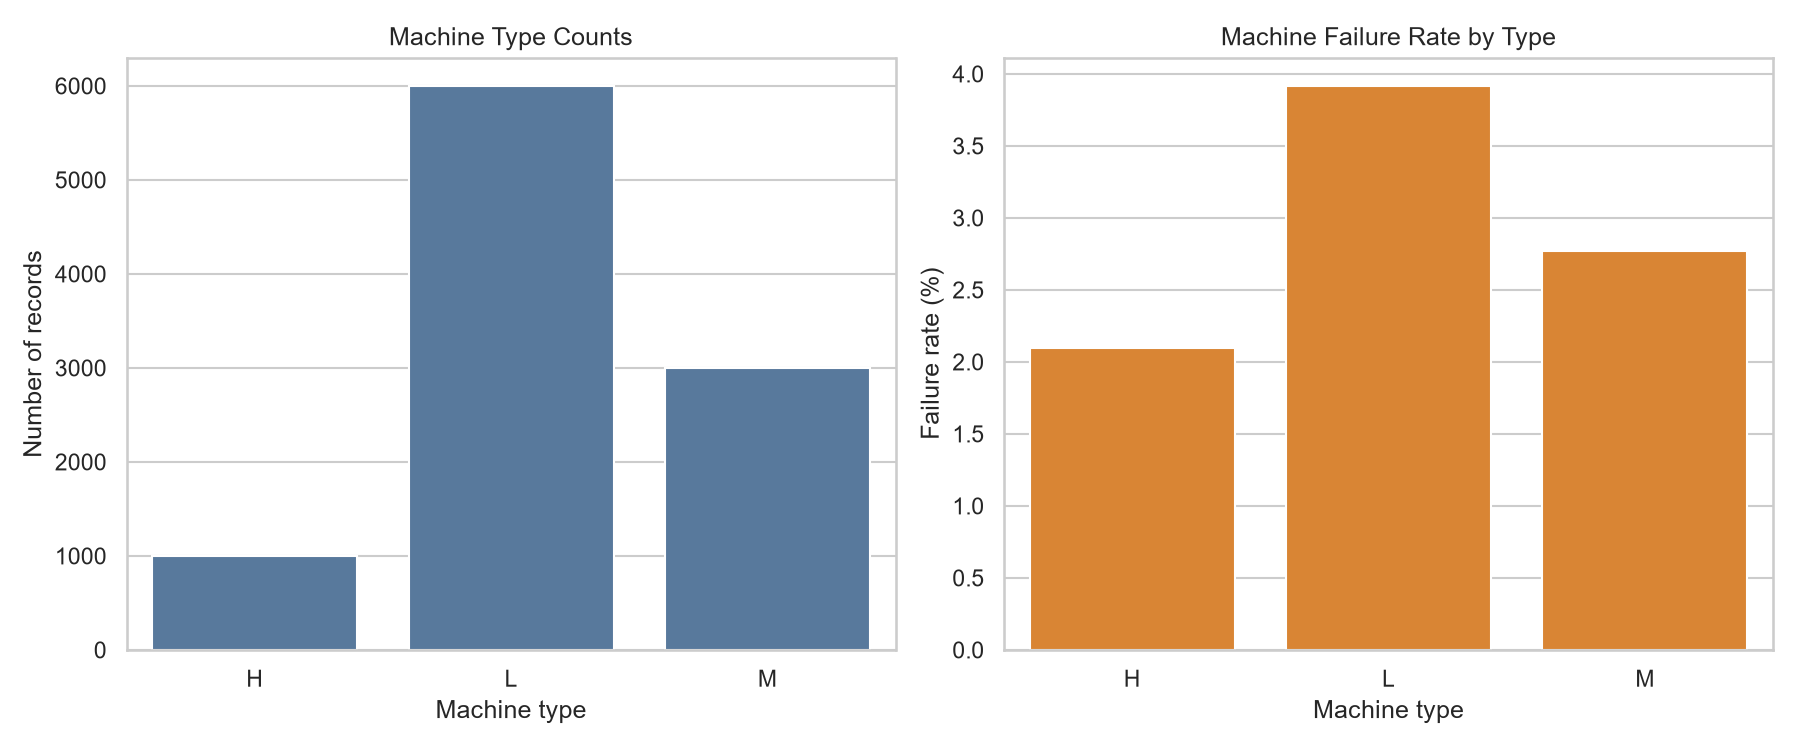 Machine Type Counts
Number of records
6000
5000
4000
3000
2000
1000
0
H L M
Machine type
Machine Failure Rate by Type
Failure rate (%)
4.0
3.5
3.0
2.5
2.0
1.5
1.0
0.5
0.0
H L M
Machine type